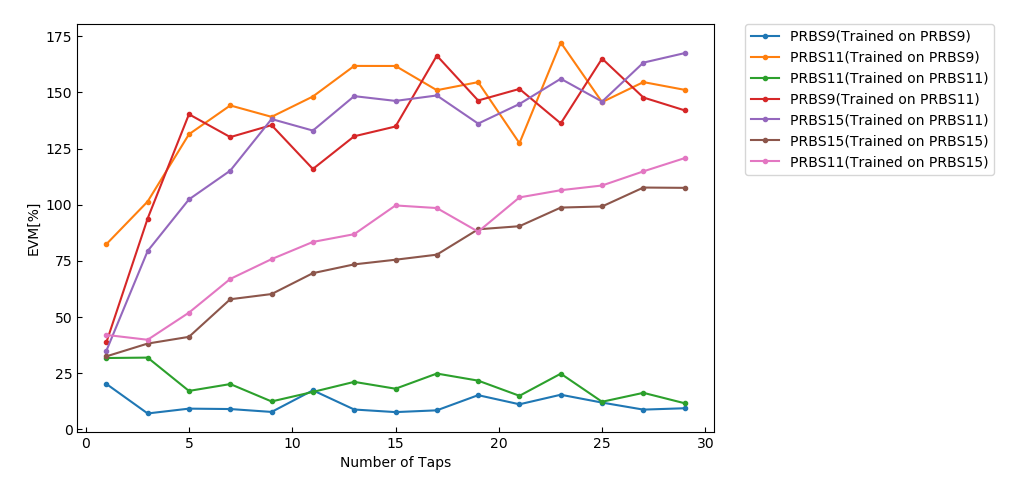 175
150
125
100
75
50
25
0
EVM[%]
0 5 10 15 20 25 30
Number of Taps
PRBS9(Trained on PRBS9)
PRBS11(Trained on PRBS9)
PRBS11(Trained on PRBS11)
PRBS9(Trained on PRBS11)
PRBS15(Trained on PRBS11)
PRBS15(Trained on PRBS15)
PRBS11(Trained on PRBS15)